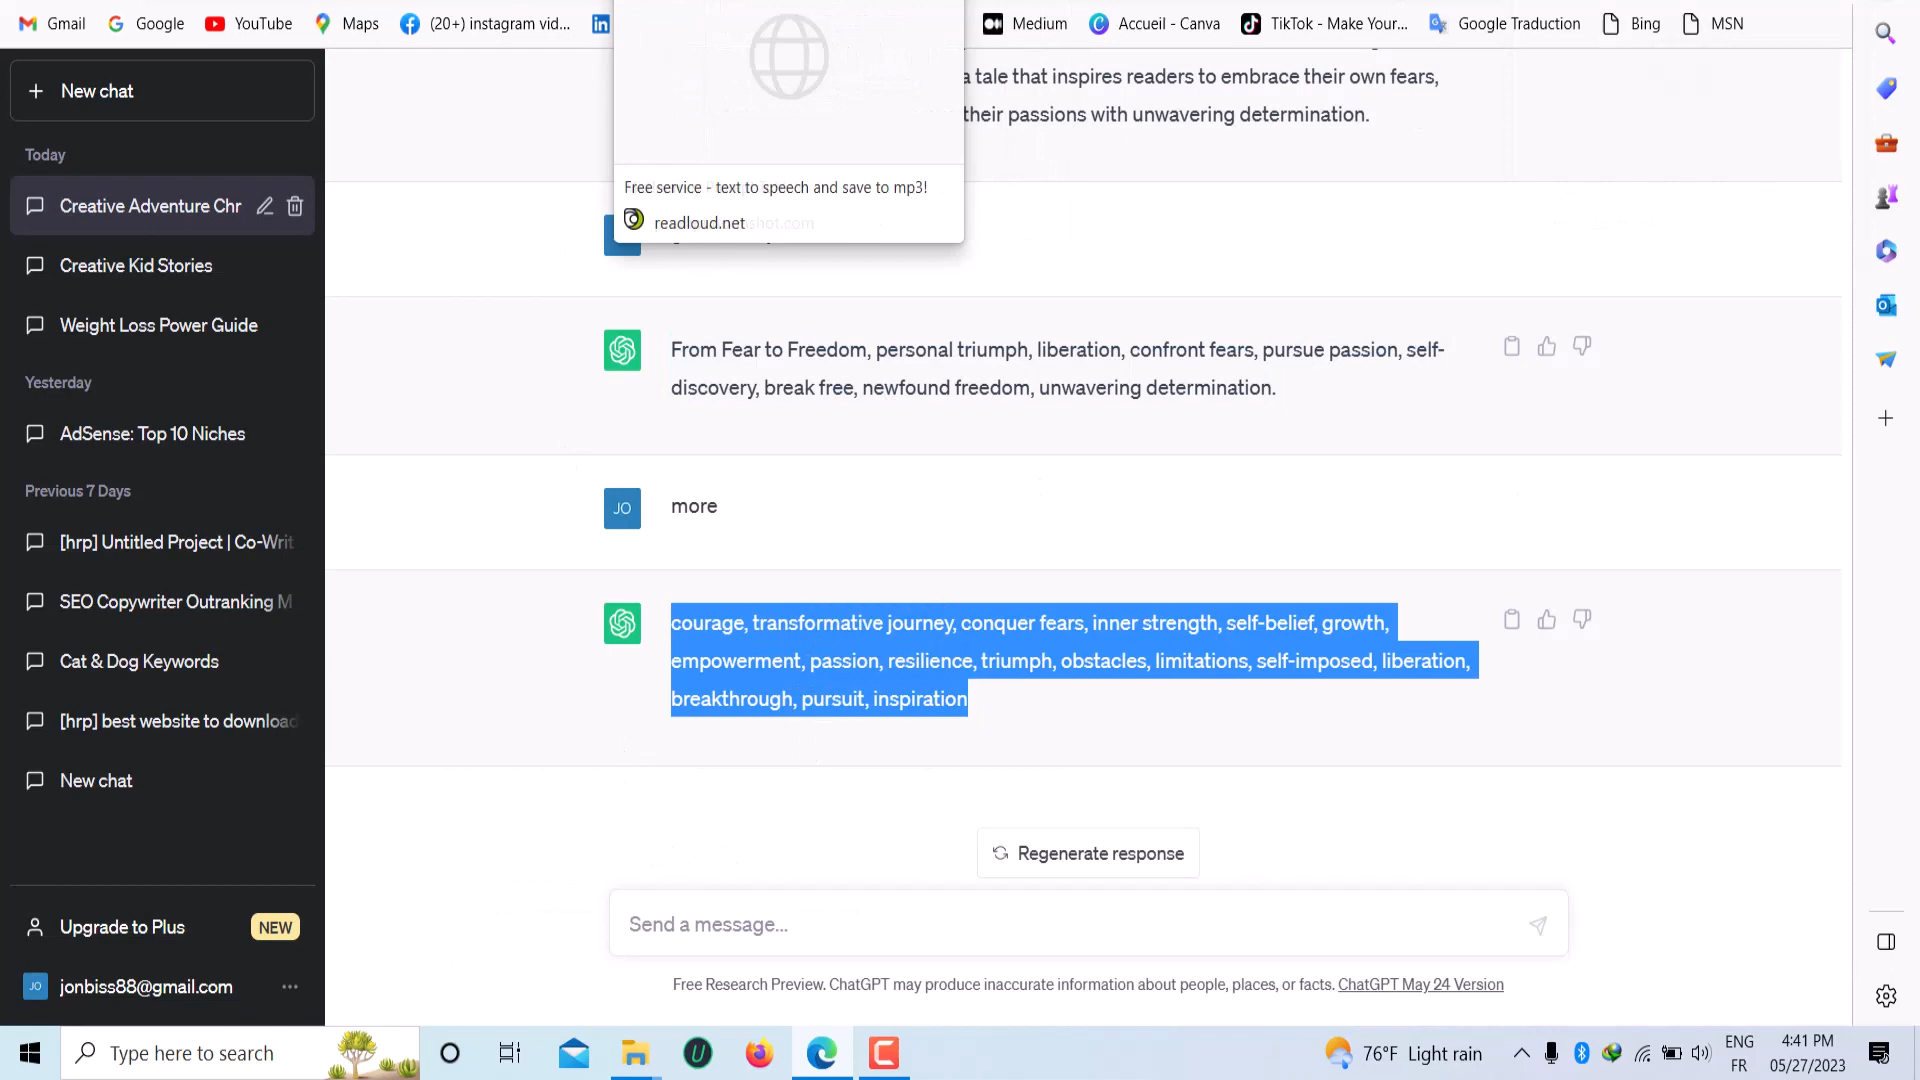 Gmail
Google
YouTube
Maps
(20+) instagram vid...
Medium
Accueil - Canva
TikTok - Make Your...
Google Traduction
Bing
MSN
New chat
Today
Creative Adventure Chr
Creative Kid Stories
Weight Loss Power Guide
Yesterday
AdSense: Top 10 Niches
Previous 7 Days
[hrp] Untitled Project | Co-Writ
SEO Copywriter Outranking M
Cat & Dog Keywords
[hrp] best website to download
New chat
Upgrade to Plus
NEW
JO
jonbiss88@gmail.com
Free service - text to speech and save to mp3!
readloud.net
a tale that inspires readers to embrace their own fears,
their passions with unwavering determination.
From Fear to Freedom, personal triumph, liberation, confront fears, pursue passion, self-
discovery, break free, newfound freedom, unwavering determination.
JO
more
courage, transformative journey, conquer fears, inner strength, self-belief, growth,
empowerment, passion, resilience, triumph, obstacles, limitations, self-imposed, liberation,
breakthrough, pursuit, inspiration
Regenerate response
Send a message...
Free Research Preview. ChatGPT may produce inaccurate information about people, places, or facts. ChatGPT May 24 Version
Type here to search
76°F Light rain
ENG
FR
4:41 PM
05/27/2023